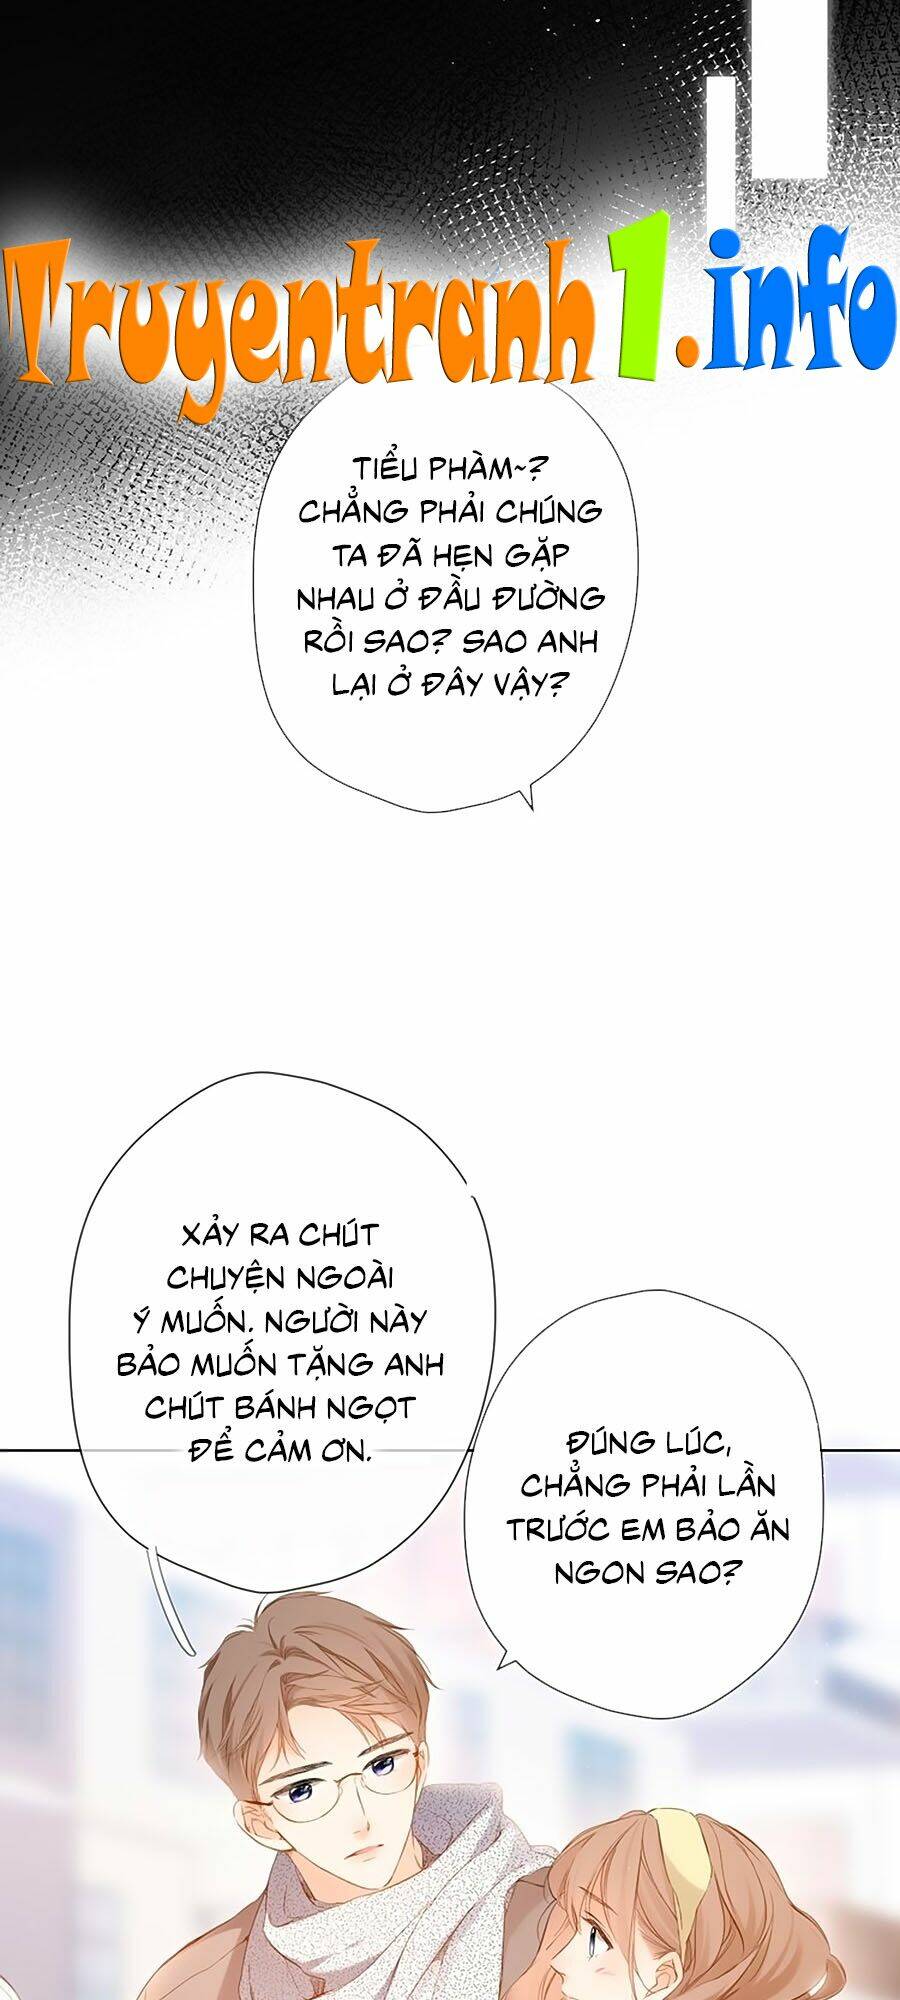 Truyentranh1.info
TIỂU PHÀM~?
CHẲNG PHẢI CHÚNG
TA ĐÃ HẸN GẶP
NHAU Ở ĐẦU ĐƯỜNG
RỒI SAO? SAO ANH
LẠI Ở ĐÂY VẬY?
XẢY RA CHÚT
CHUYỆN NGOÀI
Ý MUỐN. NGƯỜI NÀY
BẢO MUỐN TẶNG ANH
CHÚT BÁNH NGỌT
ĐỂ CẢM ƠN.
ĐÚNG LÚC,
CHẲNG PHẢI LẦN
TRƯỚC EM BẢO ĂN
NGON SAO?